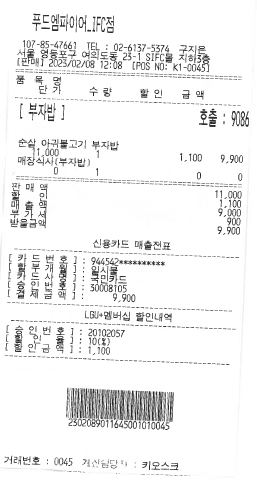 푸드엠파이어_IFC점
107-85-47661 TEL : 02-6137-5374 구지은
서울 영등포구 여의도동 23-1 SIFC몰 지하3층
[판매] 2023/02/08 12:08 [POS NO: K1-0045]
품 목 명
단 가 수 량 할 인 금 액
[ 부자밥 ] 호출 : 9086
순살 아귀불고기 부자밥
11,000 1 1,100 9,900
매장식사(부자밥)
0 1 0 0
판 매 액 11,000
할 인 1,100
매 출 액 9,000
부 가 세 900
받을금액 9,900
신용카드 매출전표
[ 카 드 번 호 ] : 944542**********
[ 할 부 개 월 ] : 일시불
[ 카 드 사 명 ] : 국민카드
[ 승 인 번 호 ] : 30008105
[ 결 제 금 액 ] : 9,900
LGU+멤버십 할인내역
[ 승 인 번 호 ] : 20102057
[ 할 인 율 ] : 10(%)
[ 할 인 금 액 ] : 1,100
2302089011645001010045
거래번호 : 0045 계산담당자 : 키오스크